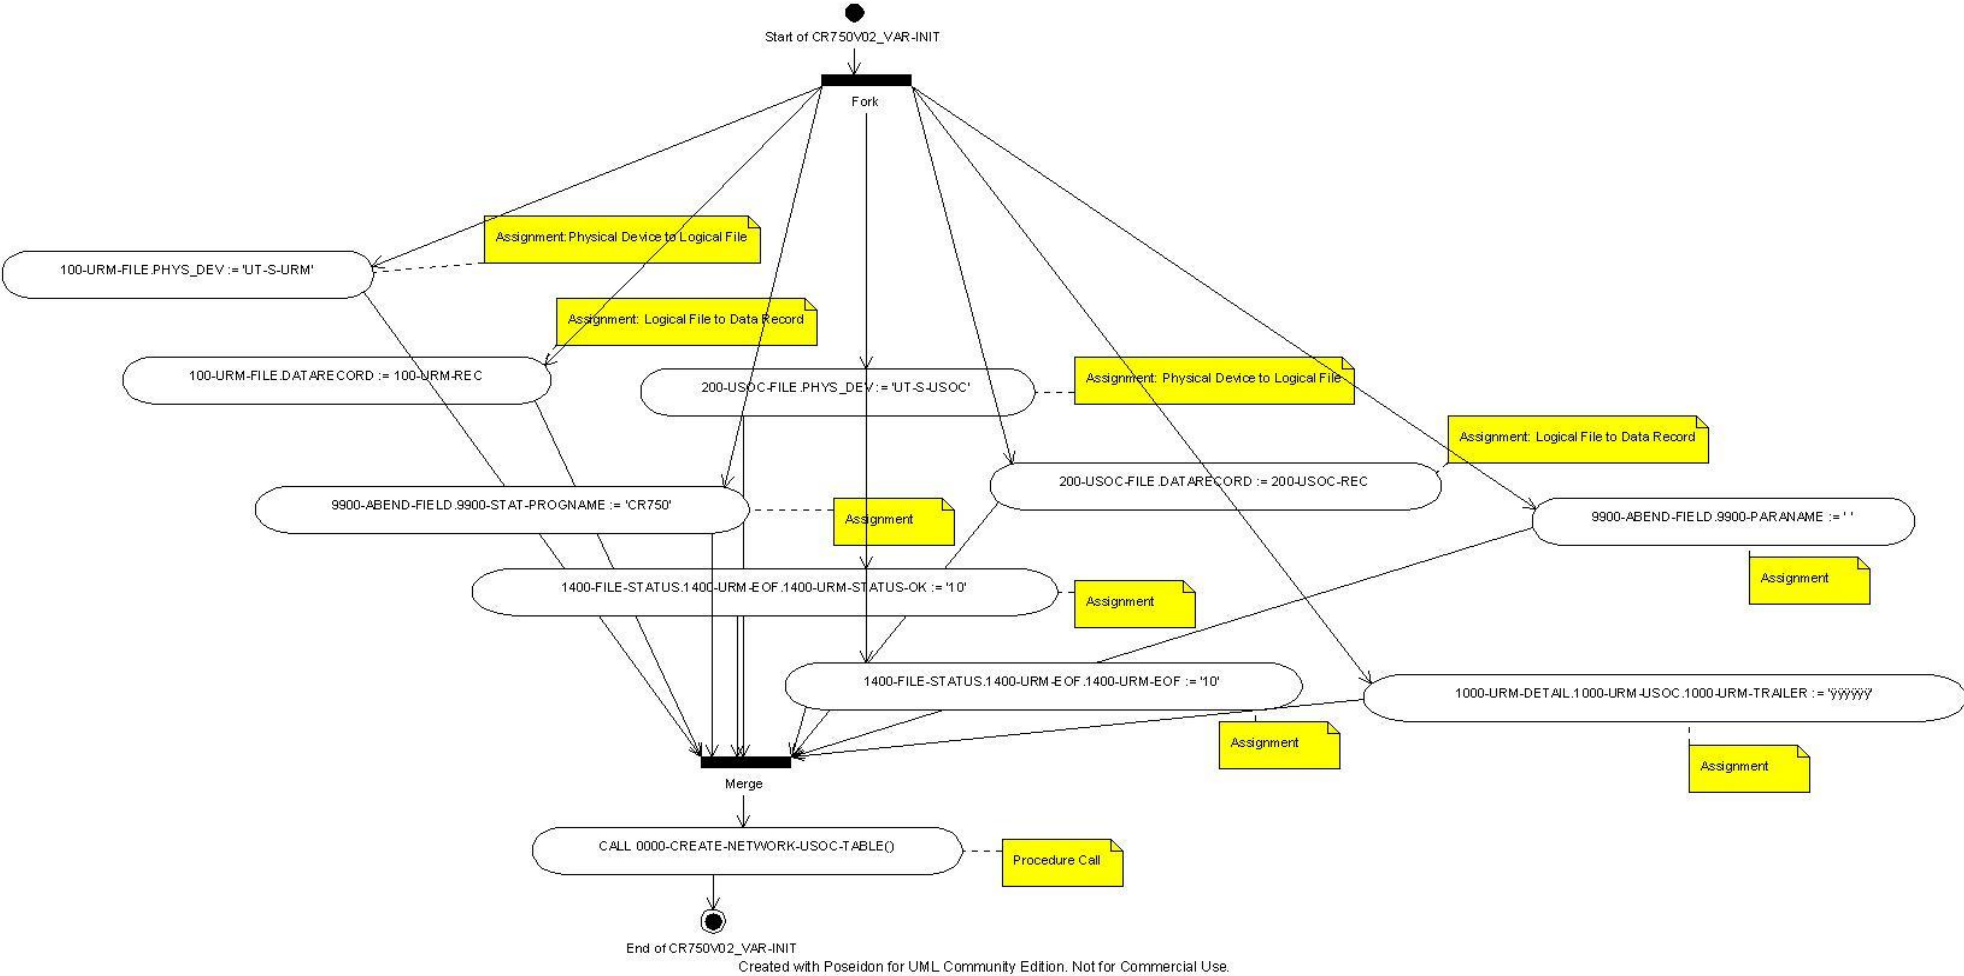 Start of CR750V02_VAR-INIT
Fork
Assignment: Physical Device to Logical File
100-URM-FILE.PHYS_DEV := 'UT-S-URM'
Assignment: Logical File to Data Record
100-URM-FILE.DATARECORD := 100-URM-REC
200-USOC-FILE.PHYS_DEV := 'UT-S-USOC'
Assignment: Physical Device to Logical File
Assignment: Logical File to Data Record
200-USOC-FILE.DATARECORD := 200-USOC-REC
9900-ABEND-FIELD.9900-STAT-PROGNAME := 'CR750'
Assignment
9900-ABEND-FIELD.9900-PARANAME := ' '
Assignment
1400-FILE-STATUS.1400-URM-EOF.1400-URM-STATUS-OK := '10'
Assignment
1400-FILE-STATUS.1400-URM-EOF.1400-URM-EOF := '10'
1000-URM-DETAIL.1000-URM-USOC.1000-URM-TRAILER := 'ÿÿÿÿÿÿ'
Assignment
Assignment
Merge
CALL 0000-CREATE-NETWORK-USOC-TABLE()
Procedure Call
End of CR750V02_VAR-INIT
Created with Poseidon for UML Community Edition. Not for Commercial Use.